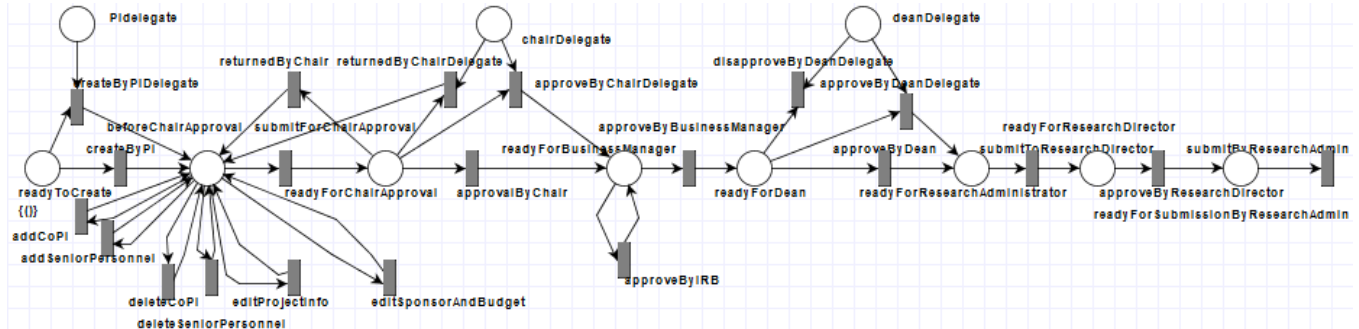 PIdelegate
deanDelegate
chairDelegate
returnedByChair
returnedByChairDelegate
disapproveByDeanDelegate
createByPIDelegate
approveByChairDelegate
approveByDeanDelegate
beforeChairApproval
submitForChairApproval
approveByBusinessManager
readyForResearchDirector
createByPI
readyForBusinessManager
approveByDean
submitToResearchDirector
submitByResearchAdmin
readyToCreate
readyForChairApproval
approvalByChair
readyForDean
readyForResearchAdministrator
approveByResearchDirector
{()}
readyForSubmissionByResearchAdmin
addCoPI
addSeniorPersonnel
approveByIRB
deleteCoPI
editProjectInfo
editSponsorAndBudget
deleteSeniorPersonnel